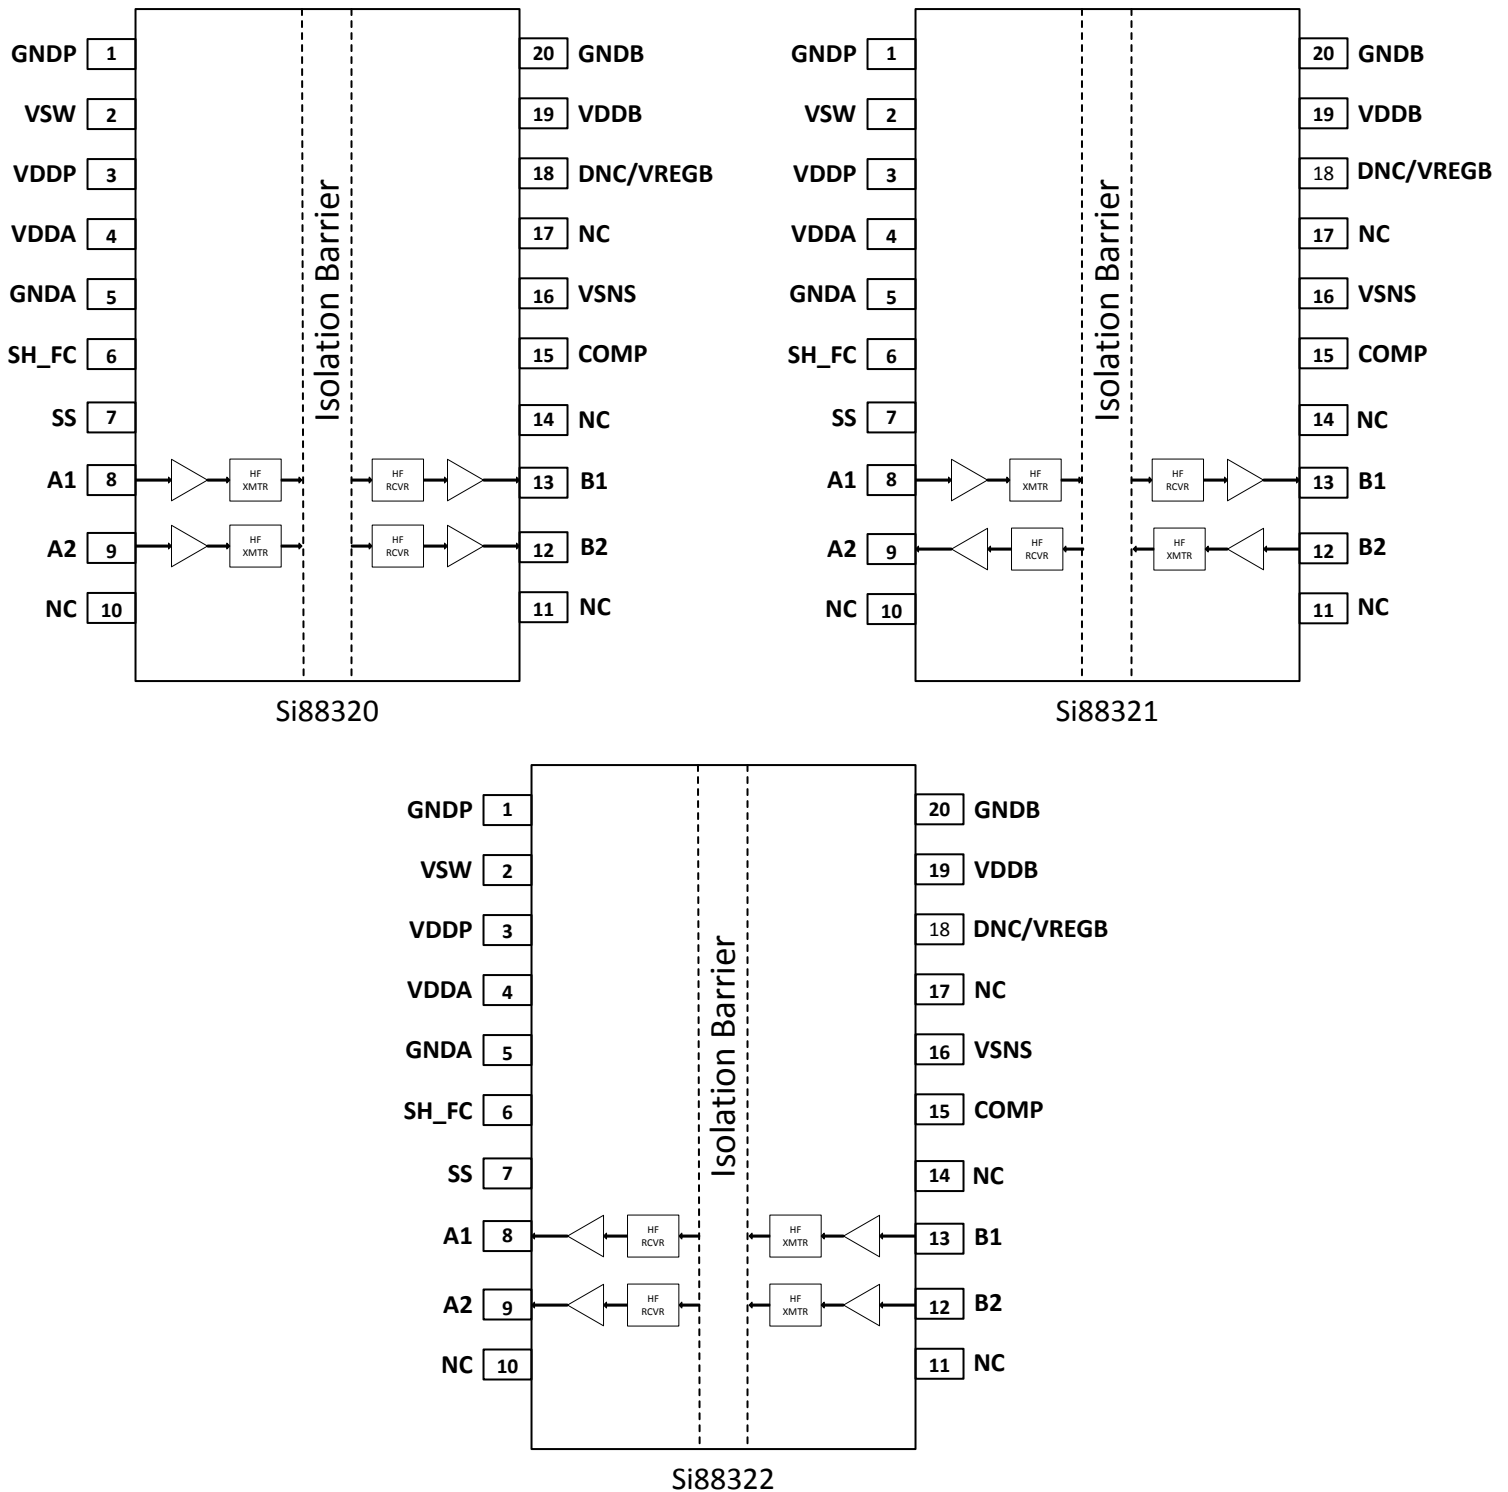 GNDP 1
VSW 2
VDDP 3
VDDA 4
GNDA 5
SH_FC 6
SS 7
A1 8
A2 9
NC 10
HF
XMTR
HF
XMTR
Isolation Barrier
HF
RCVR
HF
RCVR
20 GNDB
19 VDDB
18 DNC/VREGB
17 NC
16 VSNS
15 COMP
14 NC
13 B1
12 B2
11 NC
Si88320
GNDP 1
VSW 2
VDDP 3
VDDA 4
GNDA 5
SH_FC 6
SS 7
A1 8
A2 9
NC 10
HF
XMTR
HF
RCVR
Isolation Barrier
HF
RCVR
HF
XMTR
20 GNDB
19 VDDB
18 DNC/VREGB
17 NC
16 VSNS
15 COMP
14 NC
13 B1
12 B2
11 NC
Si88321
GNDP 1
VSW 2
VDDP 3
VDDA 4
GNDA 5
SH_FC 6
SS 7
A1 8
A2 9
NC 10
HF
RCVR
HF
RCVR
Isolation Barrier
HF
XMTR
HF
XMTR
20 GNDB
19 VDDB
18 DNC/VREGB
17 NC
16 VSNS
15 COMP
14 NC
13 B1
12 B2
11 NC
Si88322